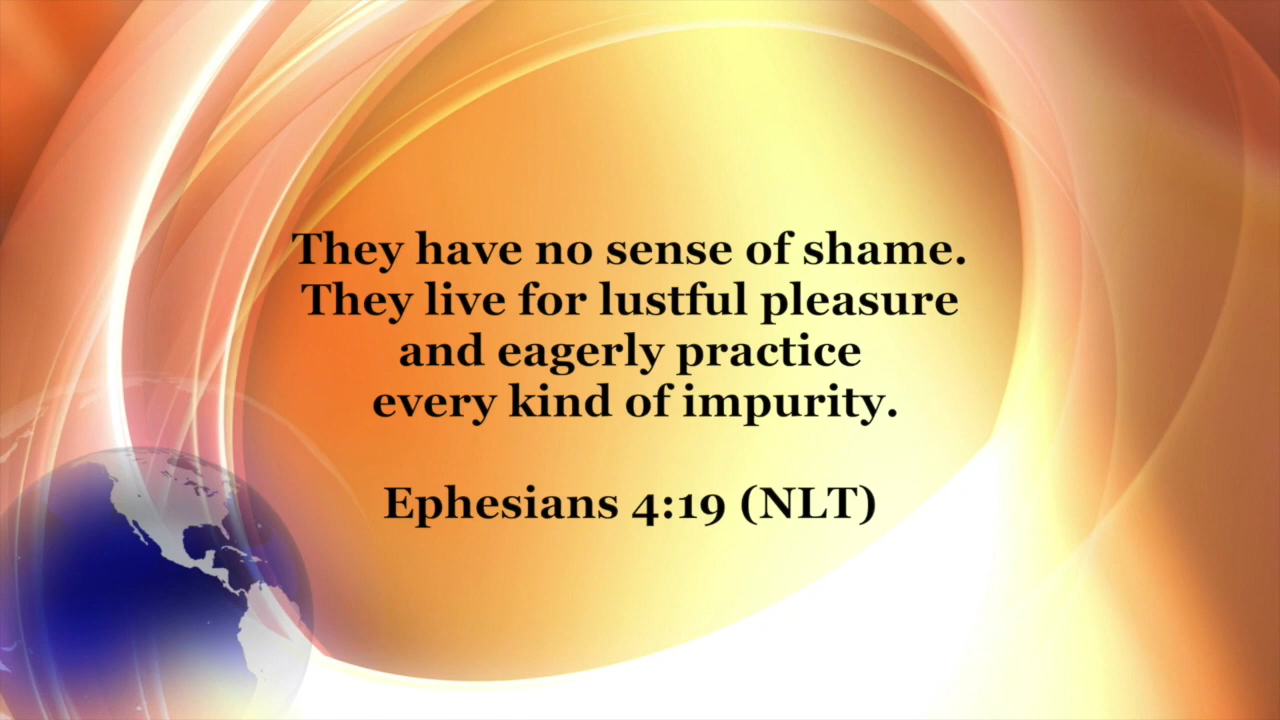 They have no sense of shame.
They live for lustful pleasure
and eagerly practice
every kind of impurity.
Ephesians 4:19 (NLT)